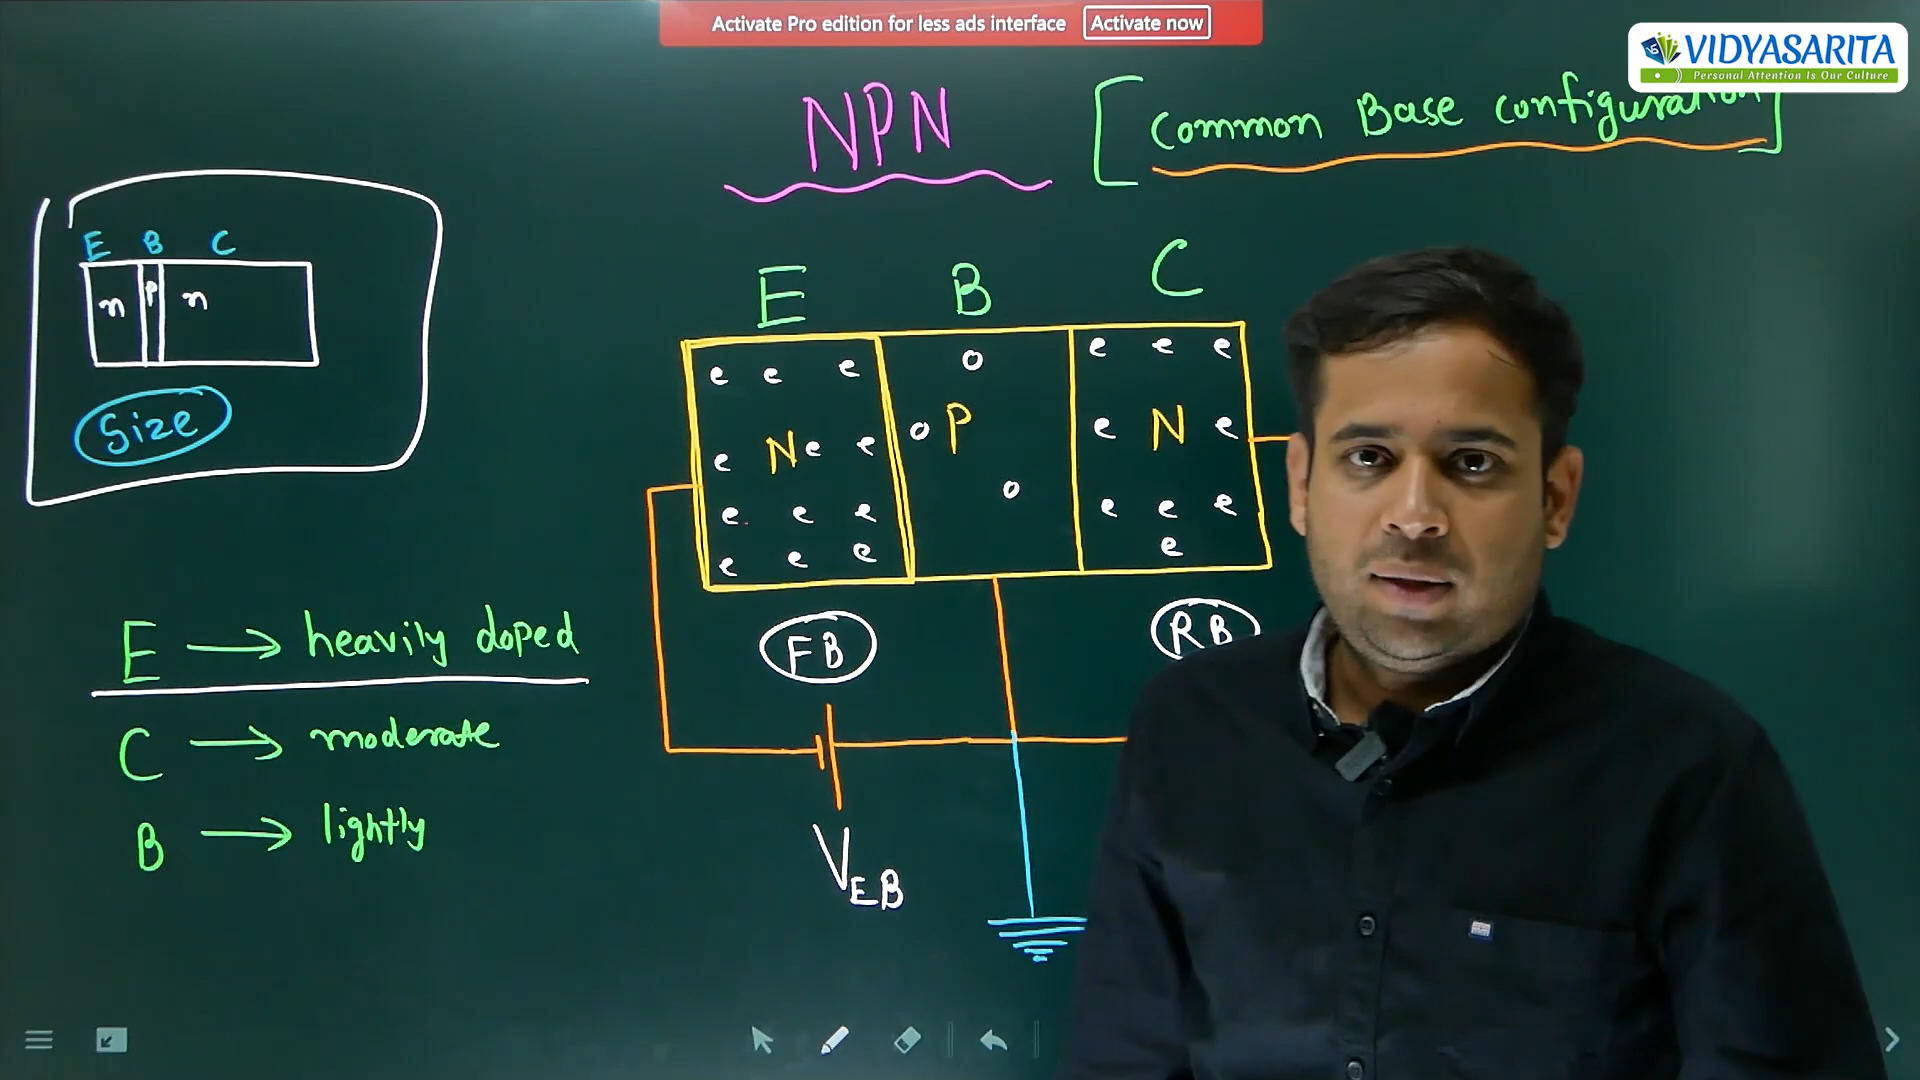 Activate Pro edition for less ads interface Activate now
VIDYASARITA
Personal Attention Is Our Culture
NPN [Common Base configuration]
E B C
n p n
Size
E B C
e e e o e e e
e N e e o P e N e
o
e e e e e e
e e e e
FB RB
E → heavily doped
C → moderate
B → lightly
VEB